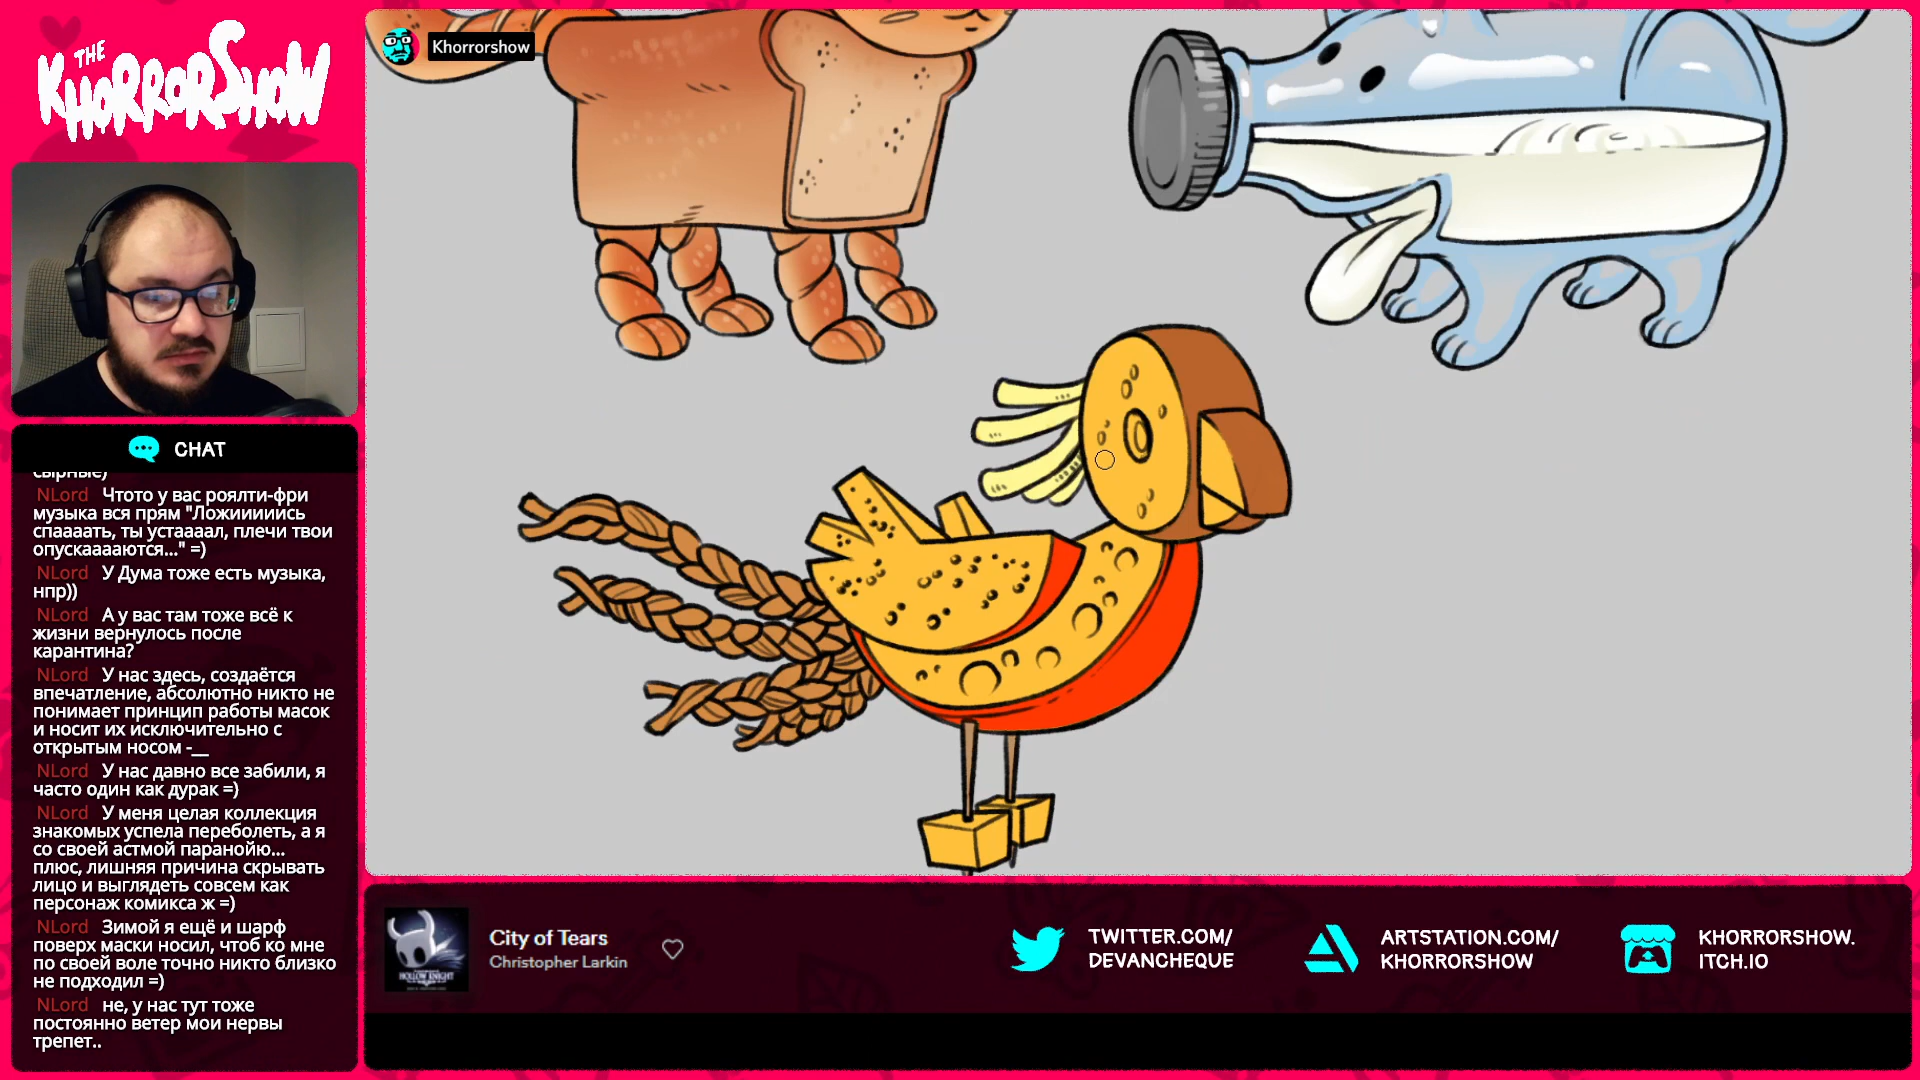 THE
KHORRORSHOW
Khorrorshow
CHAT
сырные)
NLord Чтото у вас роялти-фри
музыка вся прям "Ложииииись
спаааать, ты устаааал, плечи твои
опускааааются..." =)
NLord У Дума тоже есть музыка,
нпр))
NLord А у вас там тоже всё к
жизни вернулось после
карантина?
NLord У нас здесь, создаётся
впечатление, абсолютно никто не
понимает принцип работы масок
и носит их исключительно с
открытым носом -__
NLord У нас давно все забили, я
часто один как дурак =)
NLord У меня целая коллекция
знакомых успела переболеть, а я
со своей астмой паранойю...
плюс, лишняя причина скрывать
лицо и выглядеть совсем как
персонаж комикса ж =)
NLord Зимой я ещё и шарф
поверх маски носил, чтоб ко мне
по своей воле точно никто близко
не подходил =)
NLord не, у нас тут тоже
постоянно ветер мои нервы
трепет..
HOLLOW KNIGHT
City of Tears
Christopher Larkin
TWITTER.COM/
DEVANCHEQUE
ARTSTATION.COM/
KHORRORSHOW
KHORRORSHOW.
ITCH.IO